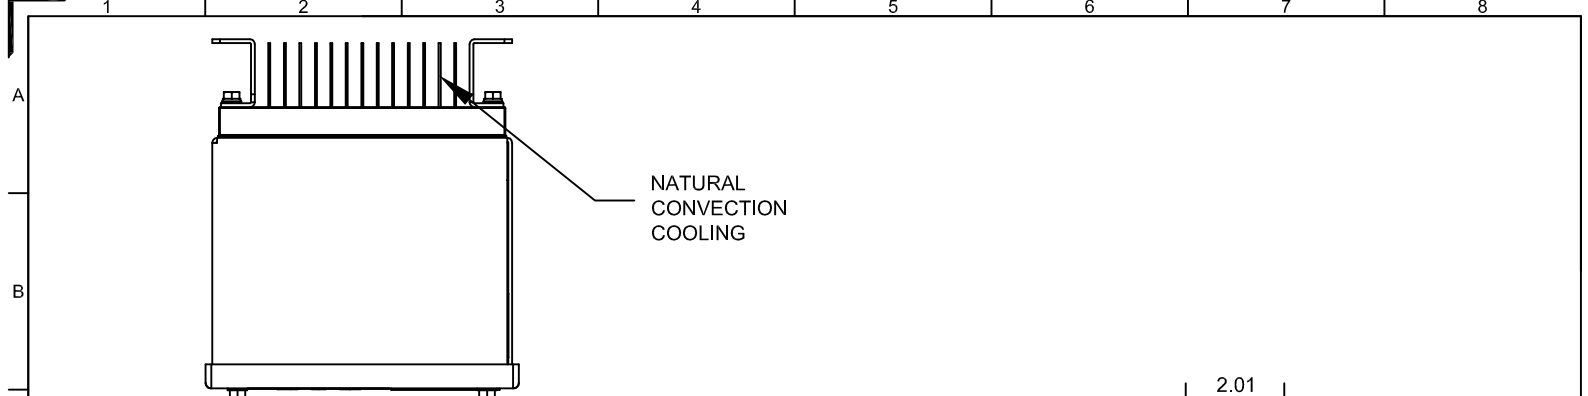 1 2 3 4 5 6 7 8
A
NATURAL
CONVECTION
COOLING
B
2.01